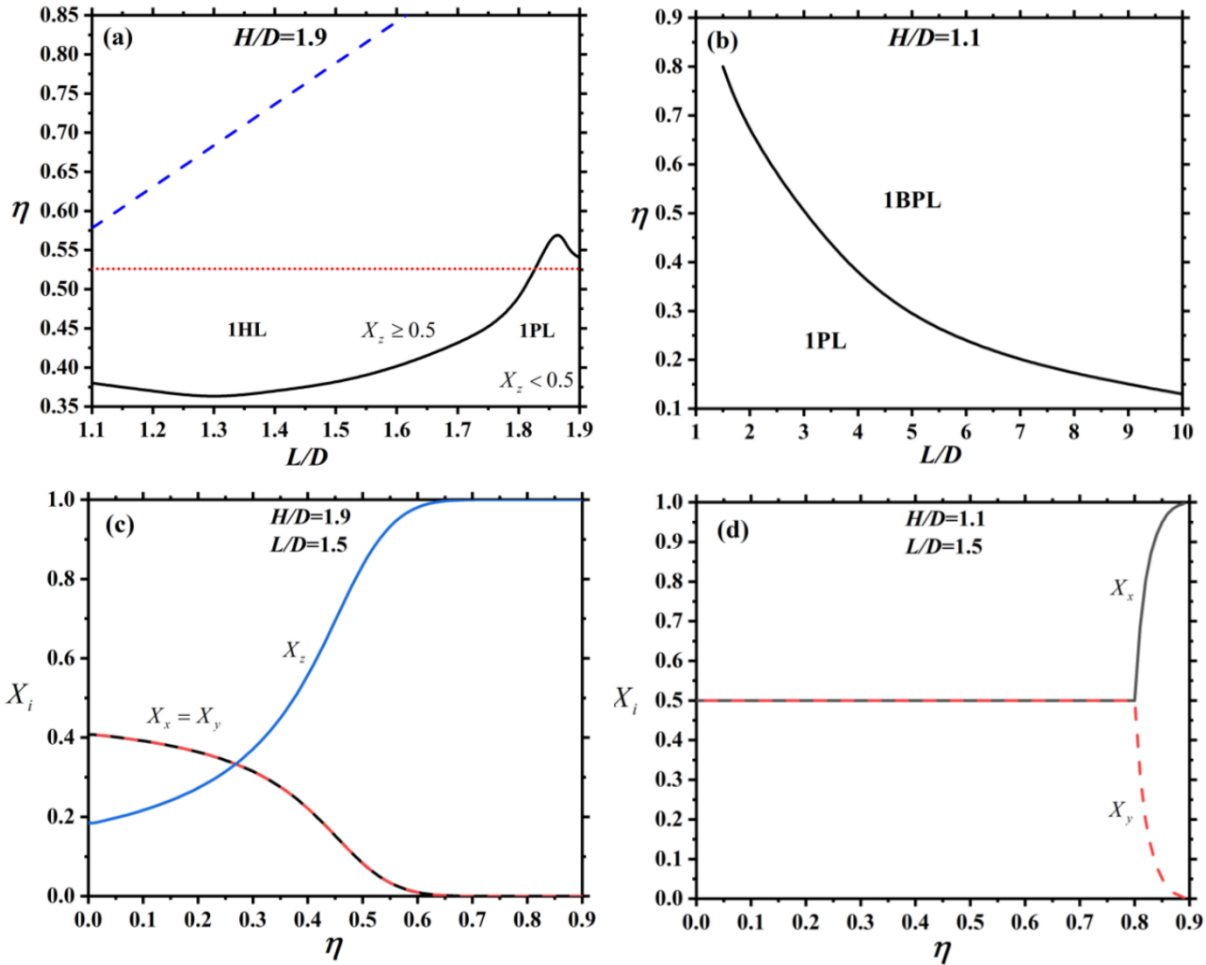 (a)
H/D=1.9
0.85
0.80
0.75
0.70
0.65
0.60
0.55
0.50
0.45
0.40
0.35
η
1HL
X_z ≥ 0.5
1PL
X_z < 0.5
1.1 1.2 1.3 1.4 1.5 1.6 1.7 1.8 1.9
L/D
(b)
H/D=1.1
0.9
0.8
0.7
0.6
0.5
0.4
0.3
0.2
0.1
η
1BPL
1PL
1 2 3 4 5 6 7 8 9 10
L/D
(c)
H/D=1.9
L/D=1.5
1.0
0.8
0.6
0.4
0.2
0.0
X_i
X_z
X_x = X_y
0.0 0.1 0.2 0.3 0.4 0.5 0.6 0.7 0.8 0.9
η
(d)
H/D=1.1
L/D=1.5
1.0
0.9
0.8
0.7
0.6
0.5
0.4
0.3
0.2
0.1
0.0
X_i
X_x
X_y
0.0 0.1 0.2 0.3 0.4 0.5 0.6 0.7 0.8 0.9
η